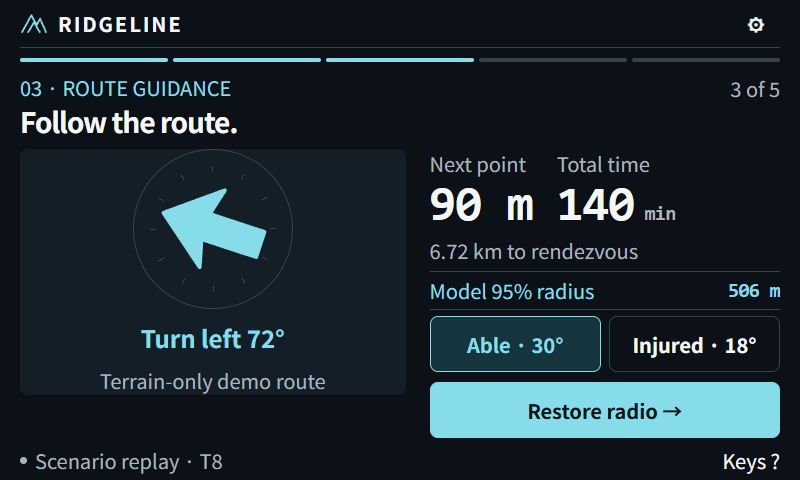 RIDGELINE
03 · ROUTE GUIDANCE
3 of 5
Follow the route.
Turn left 72°
Terrain-only demo route
Next point Total time
90 m 140 min
6.72 km to rendezvous
Model 95% radius 506 m
Able · 30° Injured · 18°
Restore radio →
• Scenario replay · T8
Keys ?